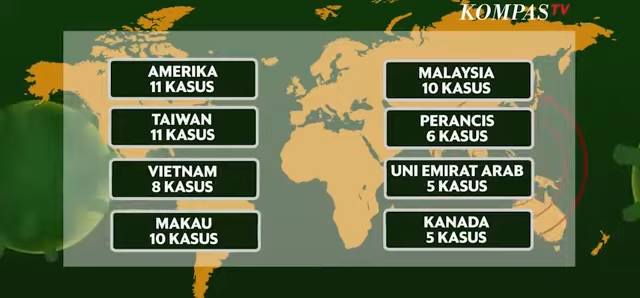 KOMPASTV
AMERIKA
11 KASUS
MALAYSIA
10 KASUS
TAIWAN
11 KASUS
PERANCIS
6 KASUS
VIETNAM
8 KASUS
UNI EMIRAT ARAB
5 KASUS
MAKAU
10 KASUS
KANADA
5 KASUS